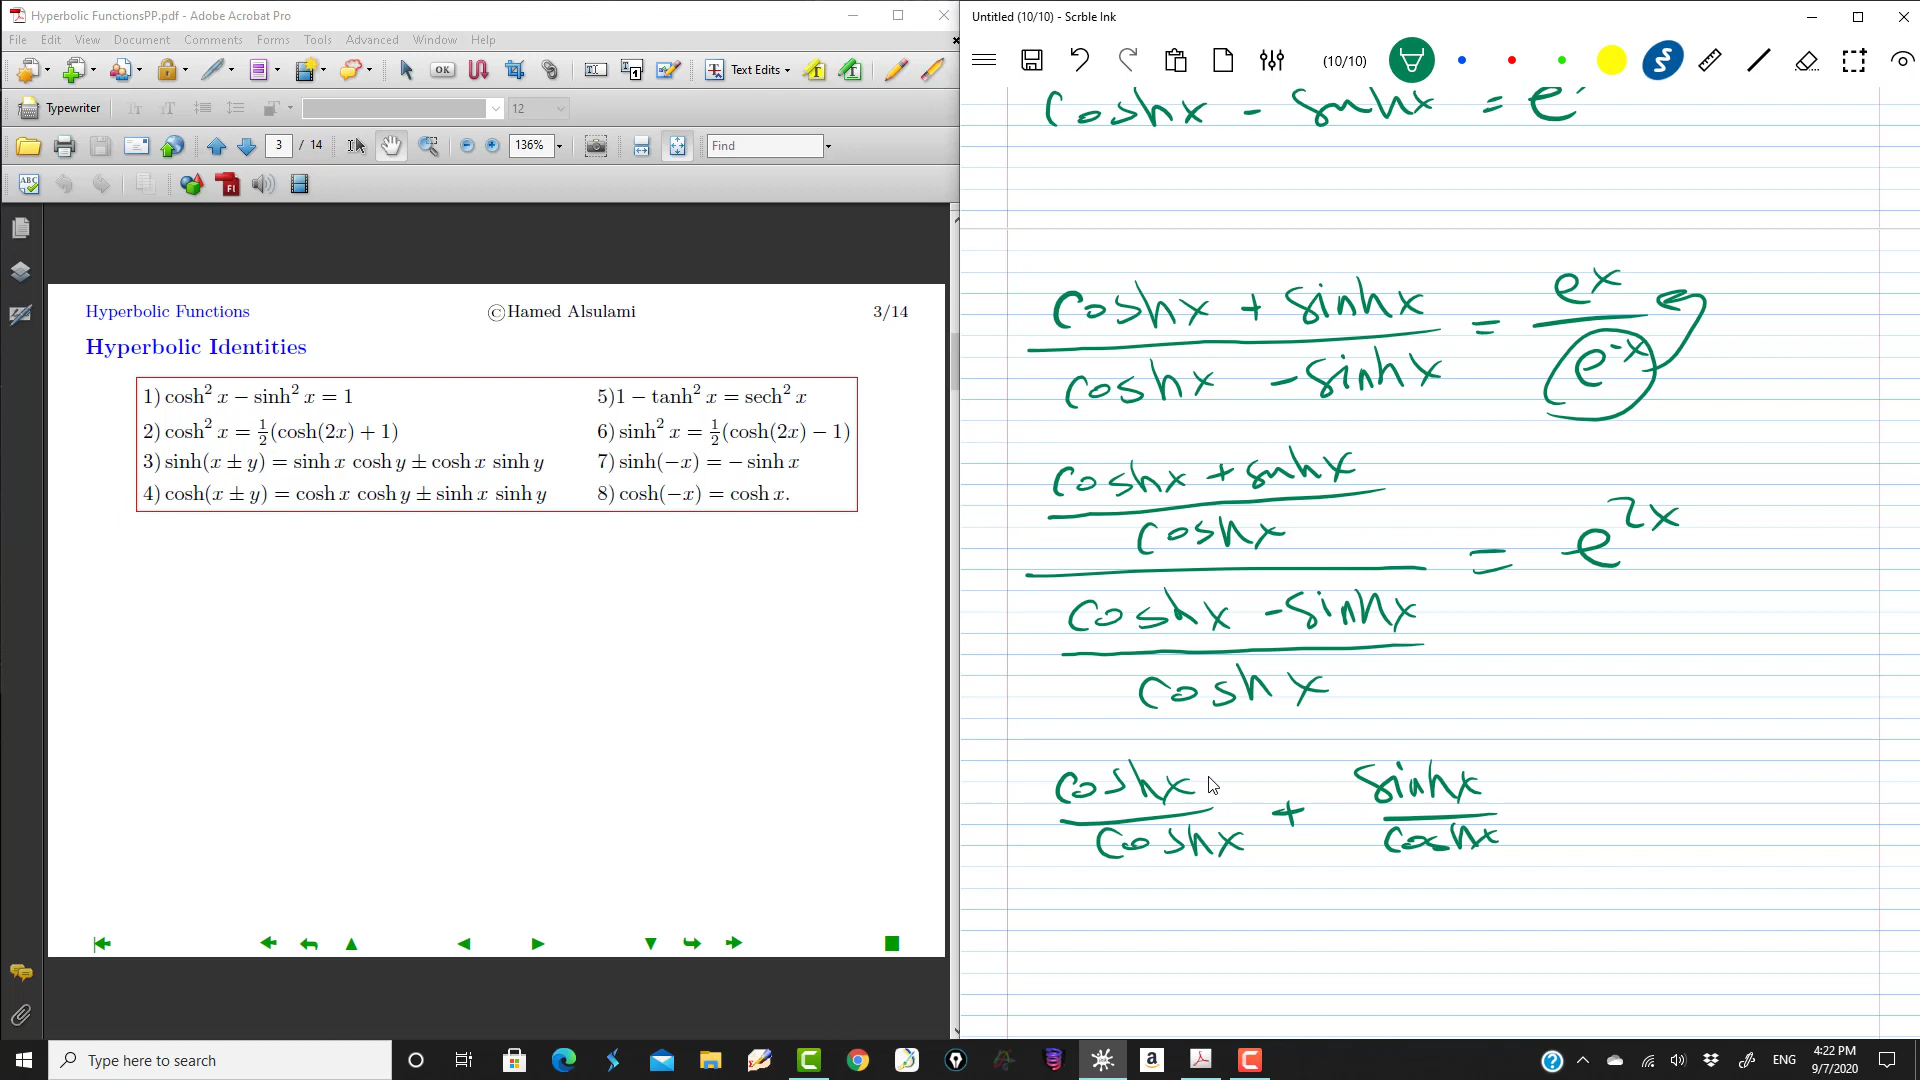 Hyperbolic FunctionsPP.pdf - Adobe Acrobat Pro
File Edit View Document Comments Forms Tools Advanced Window Help
OK Text Edits
Typewriter 12
3 / 14 136% Find
Hyperbolic Functions ©Hamed Alsulami 3/14
Hyperbolic Identities
1) cosh² x − sinh² x = 1
2) cosh² x = 1/2(cosh(2x) + 1)
3) sinh(x ± y) = sinh x cosh y ± cosh x sinh y
4) cosh(x ± y) = cosh x cosh y ± sinh x sinh y
5)1 − tanh² x = sech² x
6) sinh² x = 1/2(cosh(2x) − 1)
7) sinh(−x) = − sinh x
8) cosh(−x) = cosh x.
Untitled (10/10) - Scrble Ink
(10/10)
coshx - sinhx = e
coshx + sinhx = e^x
coshx - sinhx e^-x
coshx + sinhx
coshx
= e^2x
coshx - sinhx
coshx
coshx + sinhx
coshx coshx
Type here to search
ENG 4:22 PM
9/7/2020